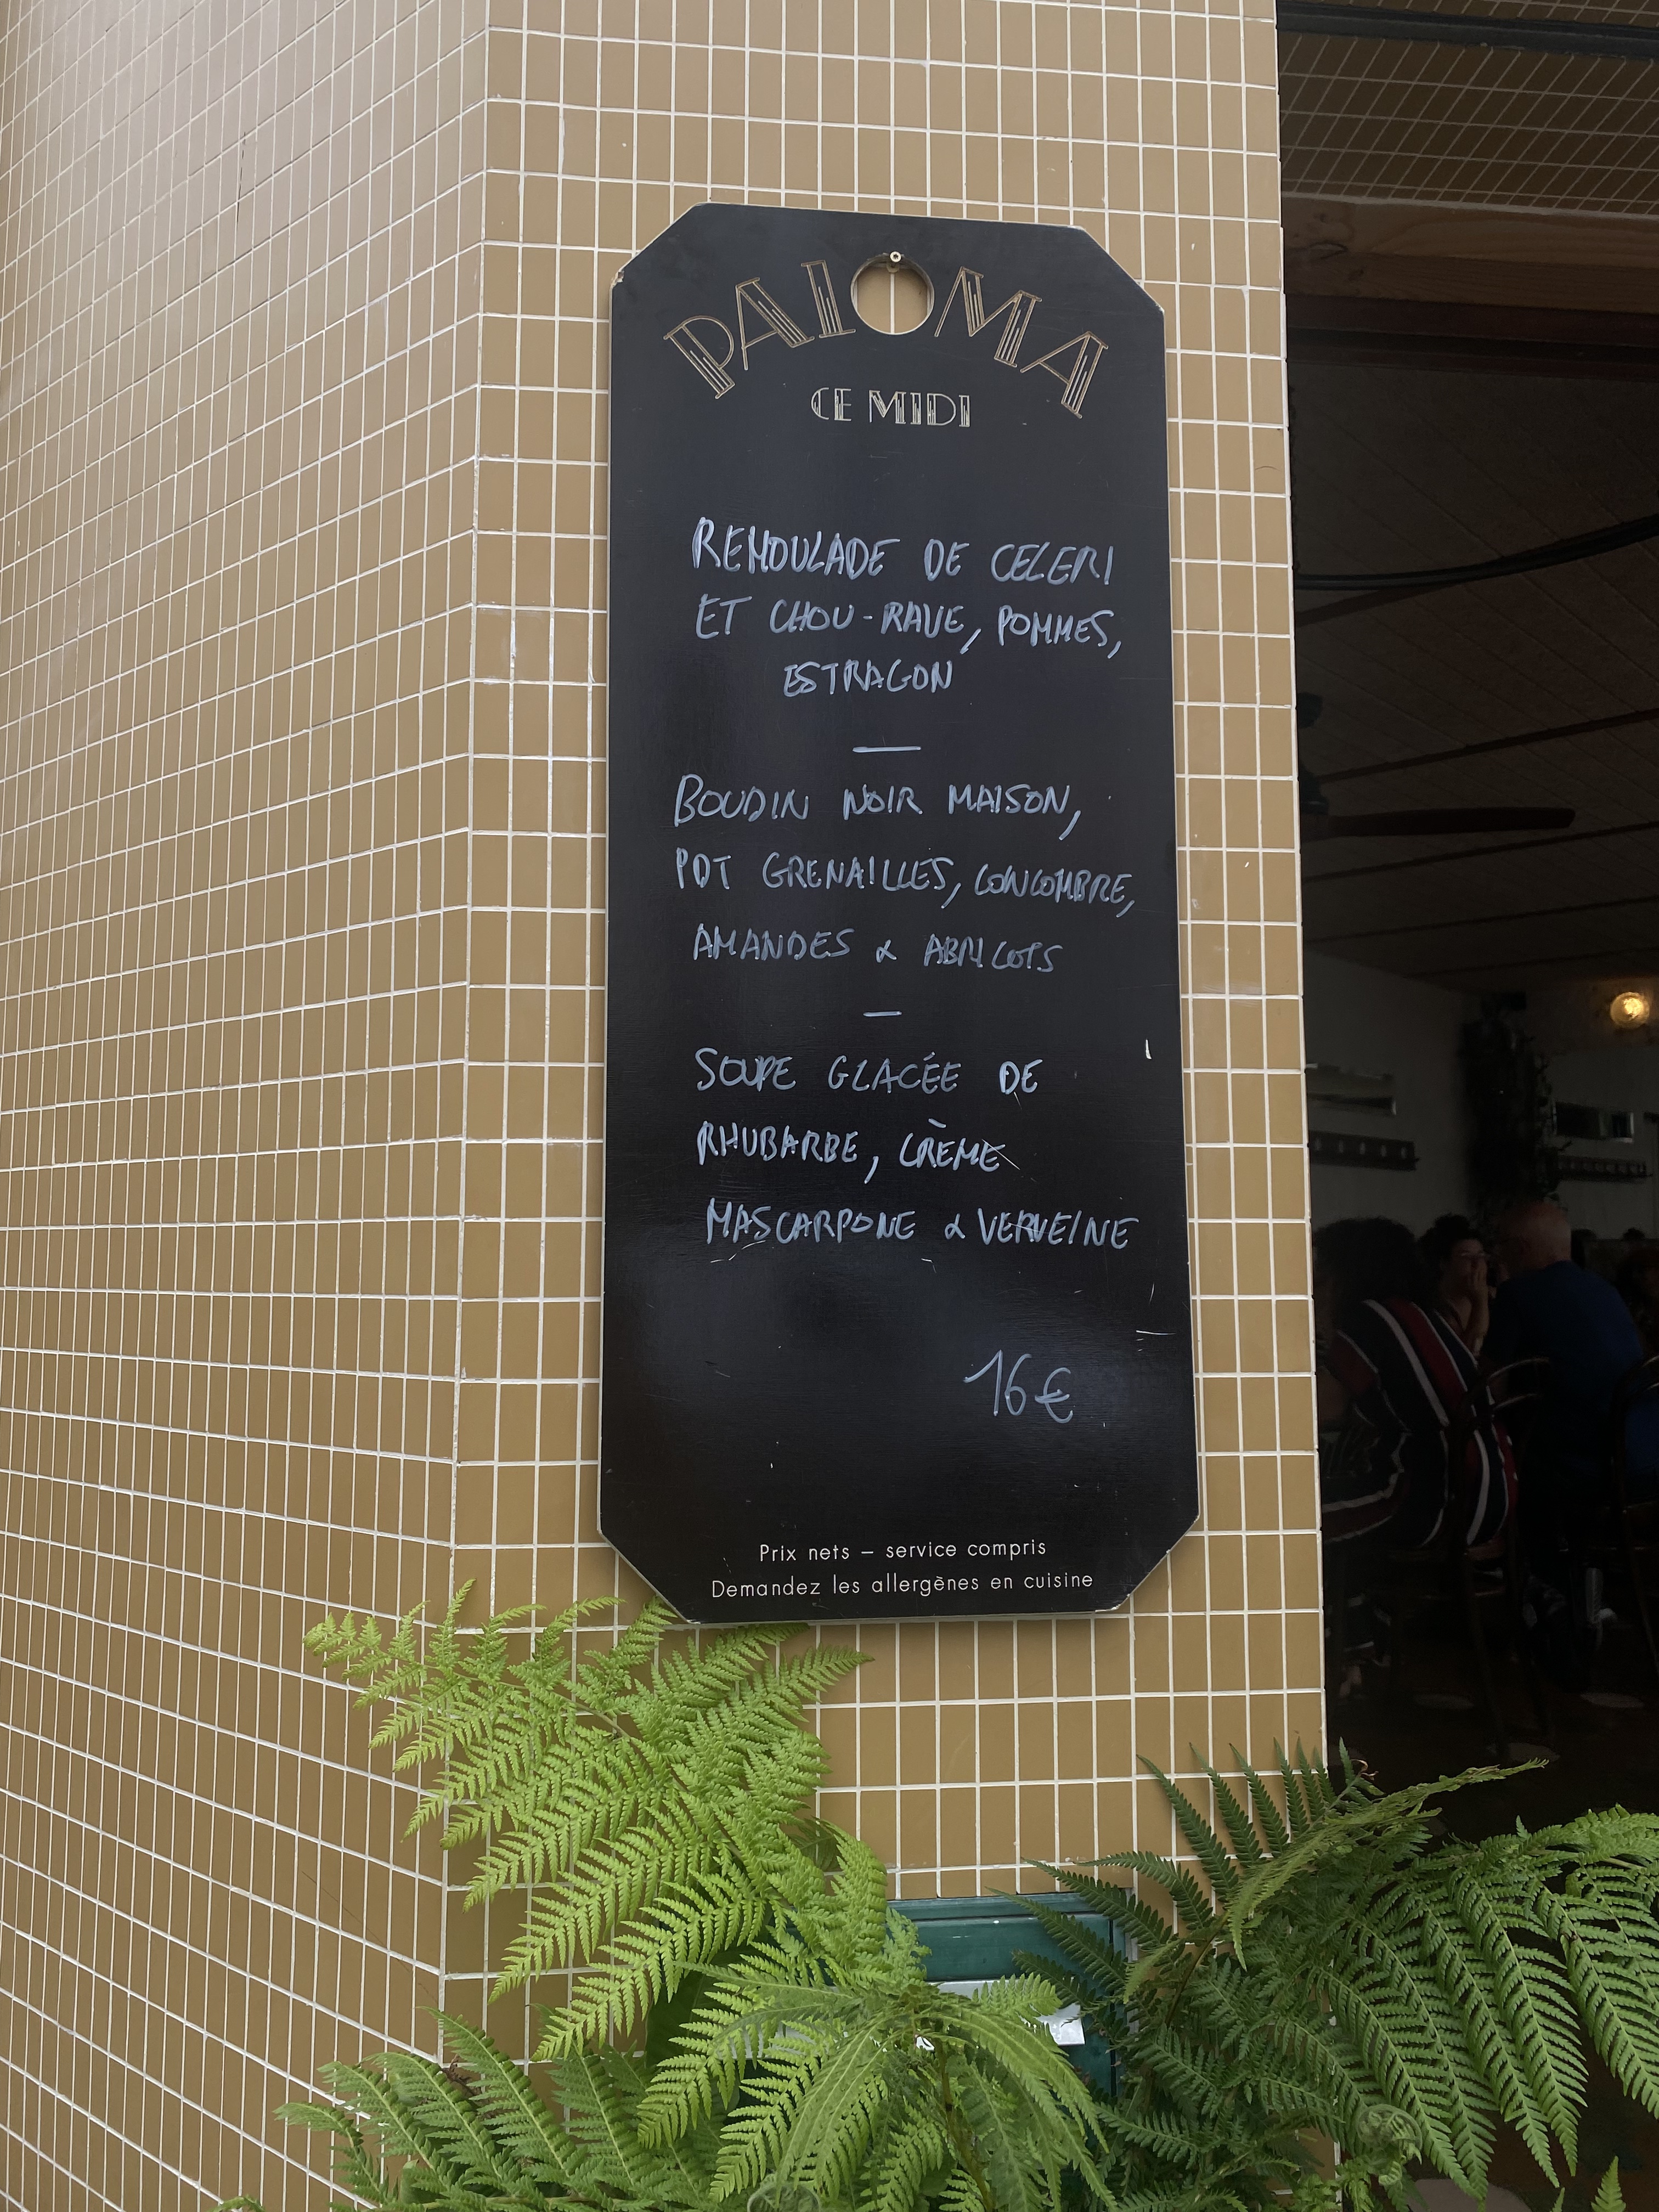 PALOMA
CE MIDI
REMOULADE DE CELERI
ET CHOU-RAVE, POMMES,
ESTRAGON
BOUDIN NOIR MAISON,
PDT GRENAILLES, CONCOMBRE,
AMANDES & ABRICOTS
SOUPE GLACÉE DE
RHUBARBE, CRÈME
MASCARPONE & VERVEINE
16€
Prix nets – service compris
Demandez les allergènes en cuisine